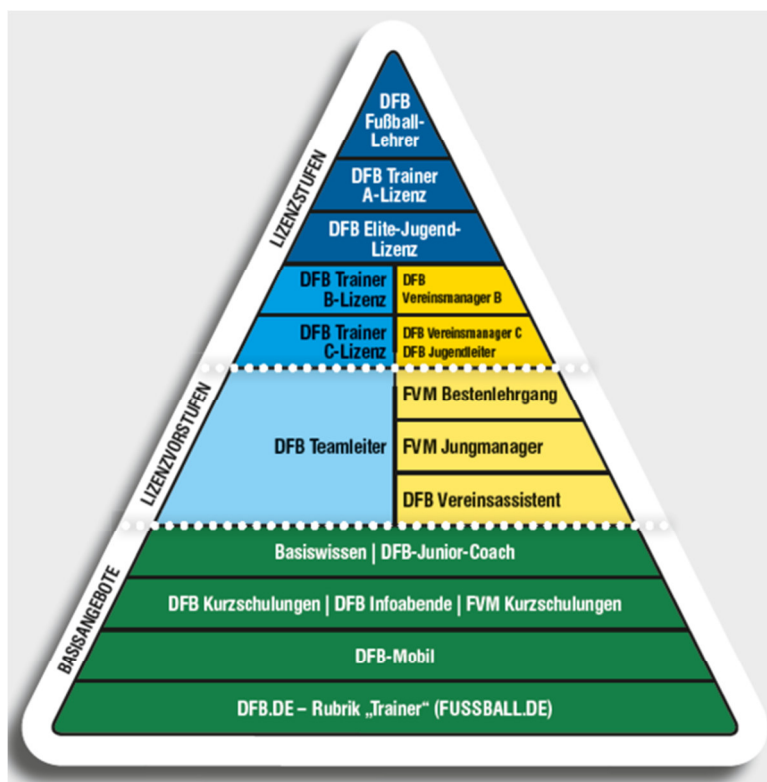 DFB
Fußball-
Lehrer
DFB Trainer
A-Lizenz
DFB Elite-Jugend-
Lizenz
DFB Trainer
B-Lizenz
DFB
Vereinsmanager B
DFB Trainer
C-Lizenz
DFB Vereinsmanager C
DFB Jugendleiter
LIZENZSTUFEN
DFB Teamleiter
FVM Bestenlehrgang
FVM Jungmanager
DFB Vereinsassistent
LIZENZVORSTUFEN
Basiswissen | DFB-Junior-Coach
DFB Kurzschulungen | DFB Infoabende | FVM Kurzschulungen
DFB-Mobil
DFB.DE – Rubrik „Trainer“ (FUSSBALL.DE)
BASISANGEBOTE